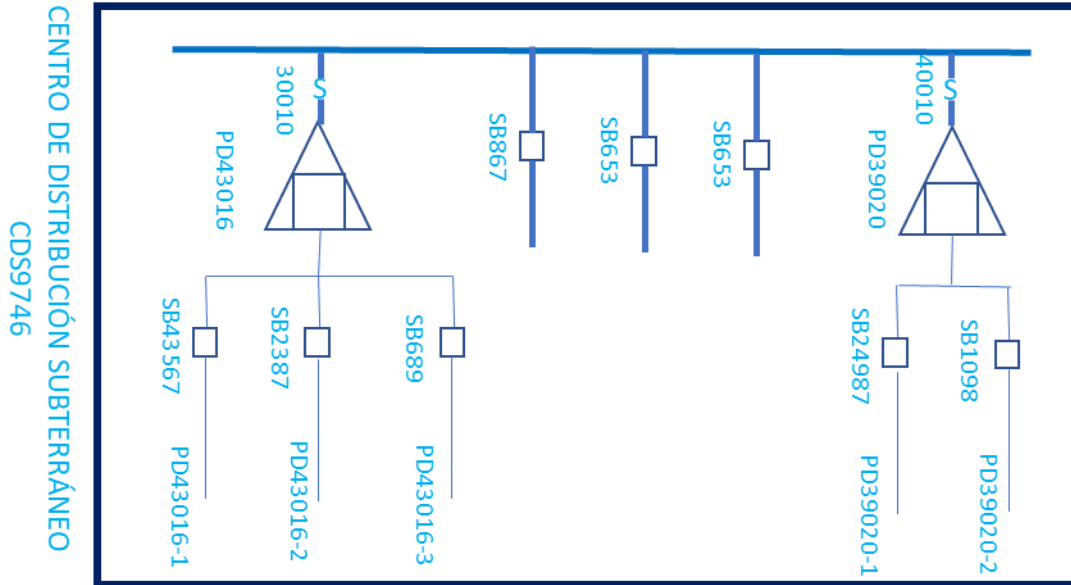 CENTRO DE DISTRIBUCIÓN SUBTERRÁNEO
CDS9746
S
30010
PD43016
SB867
SB653
SB653
S
40010
PD39020
SB43567
SB2387
SB689
SB24987
SB1098
PD43016-1
PD43016-2
PD43016-3
PD39020-1
PD39020-2